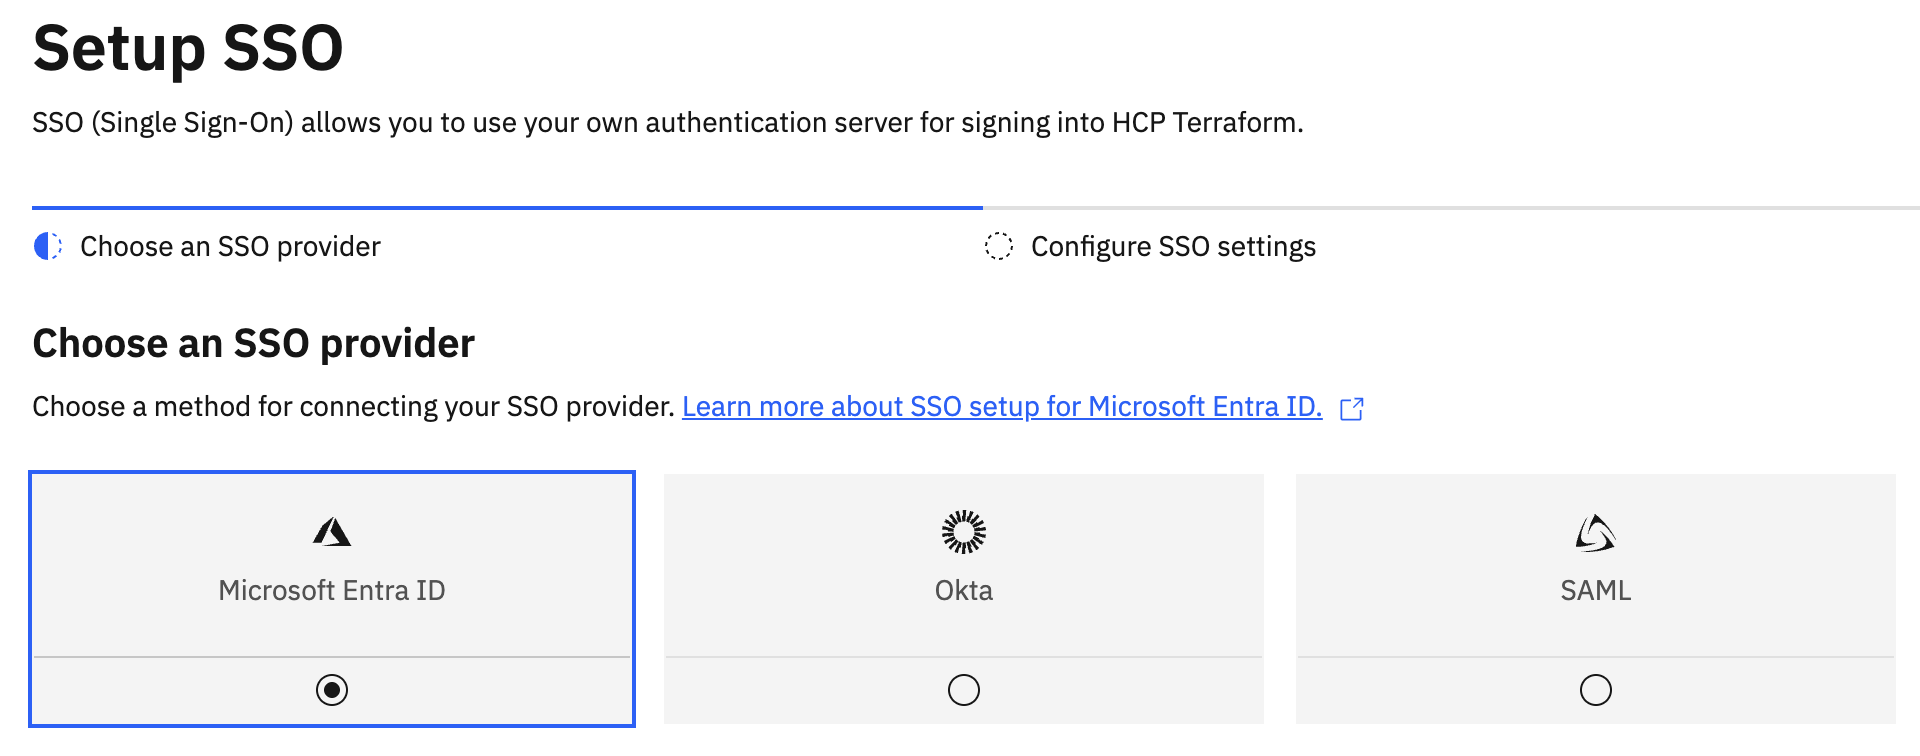 Setup SSO
SSO (Single Sign-On) allows you to use your own authentication server for signing into HCP Terraform.
Choose an SSO provider
Configure SSO settings
Choose an SSO provider
Choose a method for connecting your SSO provider. Learn more about SSO setup for Microsoft Entra ID.
Microsoft Entra ID
Okta
SAML